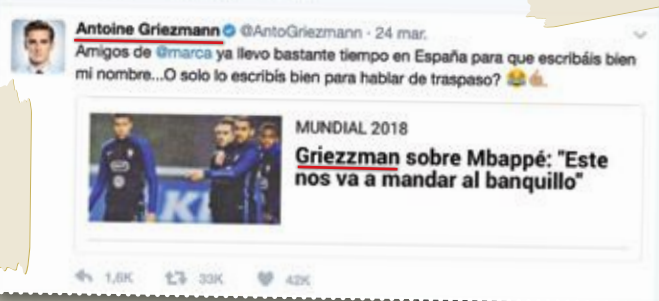 Antoine Griezmann @AntoGriezmann · 24 mar.
Amigos de @marca ya llevo bastante tiempo en España para que escribáis bien
mi nombre...O solo lo escribís bien para hablar de traspaso? 😂👍🏼
MUNDIAL 2018
Griezzman sobre Mbappé: "Este
nos va a mandar al banquillo"
1,6K 33K 42K